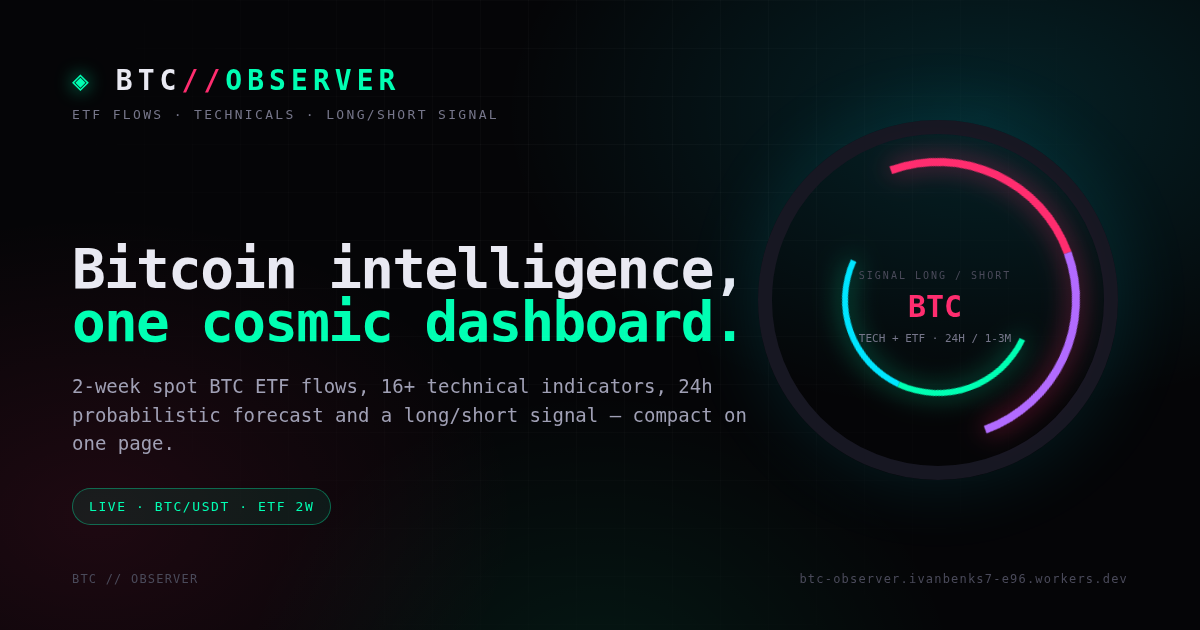 ◈ BTC//OBSERVER
ETF FLOWS · TECHNICALS · LONG/SHORT SIGNAL
Bitcoin intelligence,
one cosmic dashboard.
2-week spot BTC ETF flows, 16+ technical indicators, 24h
probabilistic forecast and a long/short signal — compact on
one page.
LIVE · BTC/USDT · ETF 2W
SIGNAL LONG / SHORT
BTC
TECH + ETF · 24H / 1-3M
BTC // OBSERVER
btc-observer.ivanbenks7-e96.workers.dev